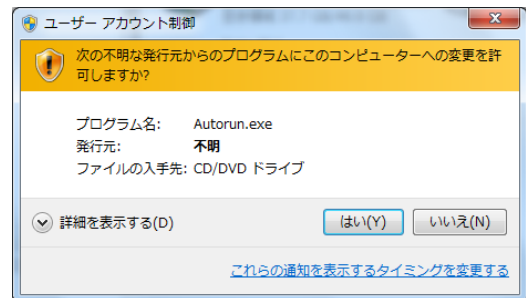 ユーザー アカウント制御
次の不明な発行元からのプログラムにこのコンピューターへの変更を許
可しますか?
プログラム名: Autorun.exe
発行元: 不明
ファイルの入手先: CD/DVD ドライブ
詳細を表示する(D) はい(Y) いいえ(N)
これらの通知を表示するタイミングを変更する